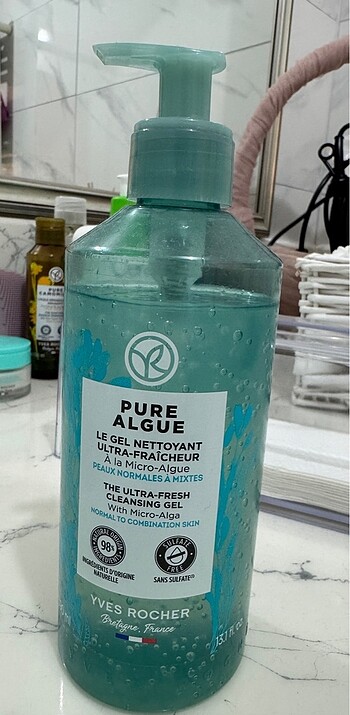 PURE
ALGUE
LE GEL NETTOYANT
ULTRA-FRAÎCHEUR
À la Micro-Algue
PEAUX NORMALES À MIXTES
THE ULTRA-FRESH
CLEANSING GEL
With Micro-Alga
NORMAL TO COMBINATION SKIN
98%
INGRÉDIENTS D'ORIGINE
NATURELLE
SULFATE
FREE
SANS SULFATE
YVES ROCHER
Bretagne, France
13.1 fl oz
PURE